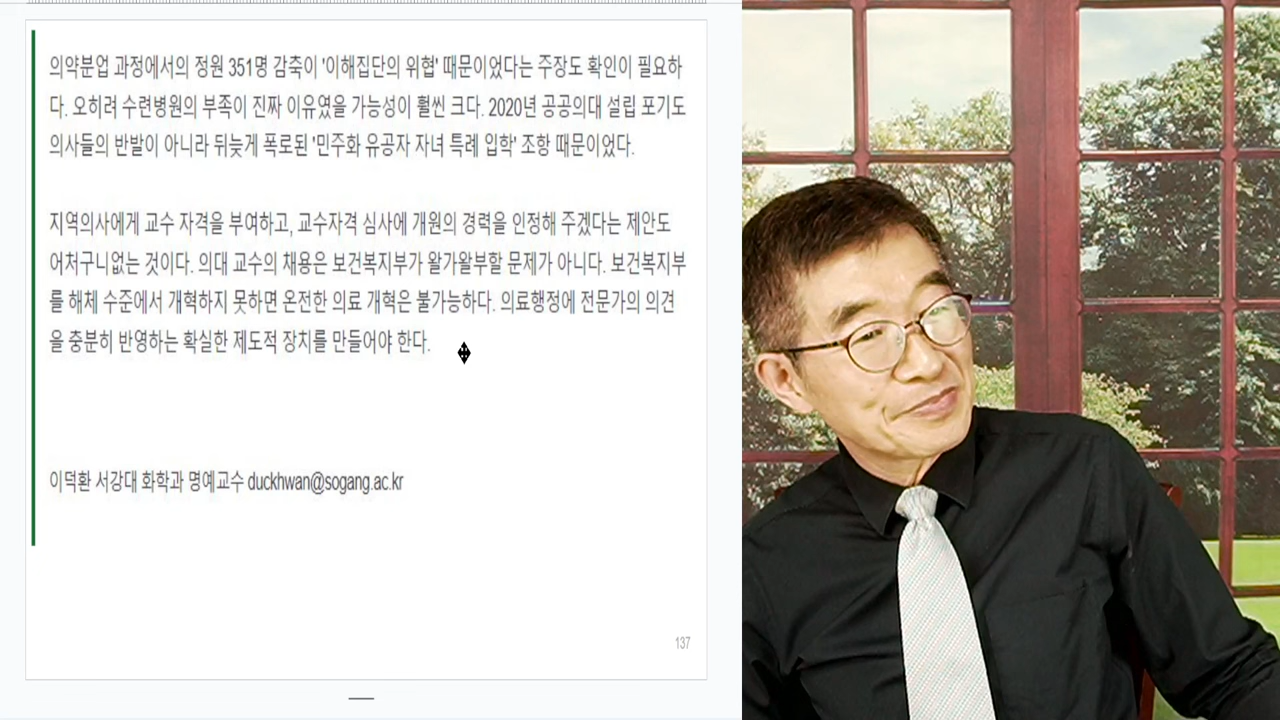 의약분업 과정에서의 정원 351명 감축이 '이해집단의 위협' 때문이었다는 주장도 확인이 필요하
다. 오히려 수련병원의 부족이 진짜 이유였을 가능성이 훨씬 크다. 2020년 공공의대 설립 포기도
의사들의 반발이 아니라 뒤늦게 폭로된 '민주화 유공자 자녀 특례 입학' 조항 때문이었다.
지역의사에게 교수 자격을 부여하고, 교수자격 심사에 개원의 경력을 인정해 주겠다는 제안도
어처구니없는 것이다. 의대 교수의 채용은 보건복지부가 왈가왈부할 문제가 아니다. 보건복지부
를 해체 수준에서 개혁하지 못하면 온전한 의료 개혁은 불가능하다. 의료행정에 전문가의 의견
을 충분히 반영하는 확실한 제도적 장치를 만들어야 한다.
이덕환 서강대 화학과 명예교수 duckhwan@sogang.ac.kr
137